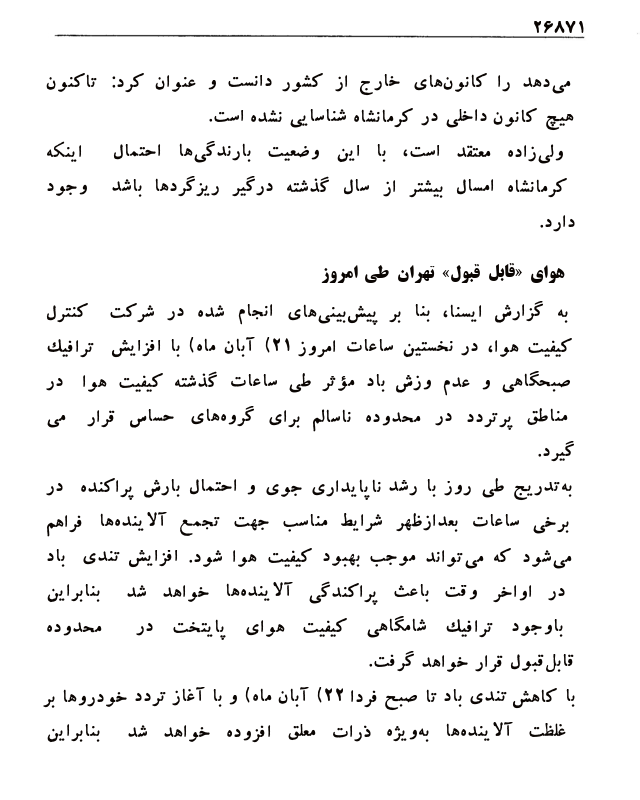 ۲۶۸۷۱
می‌دهد را کانون‌های خارج از کشور دانست و عنوان کرد: تاکنون
هیچ کانون داخلی در کرمانشاه شناسایی نشده است.
ولی‌زاده معتقد است، با این وضعیت بارندگی‌ها احتمال اینکه
کرمانشاه امسال بیشتر از سال گذشته درگیر ریزگردها باشد وجود
دارد.
هوای «قابل قبول» تهران طی امروز
به گزارش ایسنا، بنا بر پیش‌بینی‌های انجام شده در شرکت کنترل
کیفیت هوا، در نخستین ساعات امروز ۲۱) آبان ماه) با افزایش ترافیك
صبحگاهی و عدم وزش باد مؤثر طی ساعات گذشته کیفیت هوا در
مناطق پرتردد در محدوده ناسالم برای گروه‌های حساس قرار می
گیرد.
به‌تدریج طی روز با رشد ناپایداری جوی و احتمال بارش پراکنده در
برخی ساعات بعدازظهر شرایط مناسب جهت تجمع آلاینده‌ها فراهم
می‌شود که می‌تواند موجب بهبود کیفیت هوا شود. افزایش تندی باد
در اواخر وقت باعث پراکندگی آلاینده‌ها خواهد شد بنابراین
باوجود ترافیك شامگاهی کیفیت هوای پایتخت در محدوده
قابل‌قبول قرار خواهد گرفت.
با کاهش تندی باد تا صبح فردا ۲۲) آبان ماه) و با آغاز تردد خودروها بر
غلظت آلاینده‌ها به‌ویژه ذرات معلق افزوده خواهد شد بنابراین